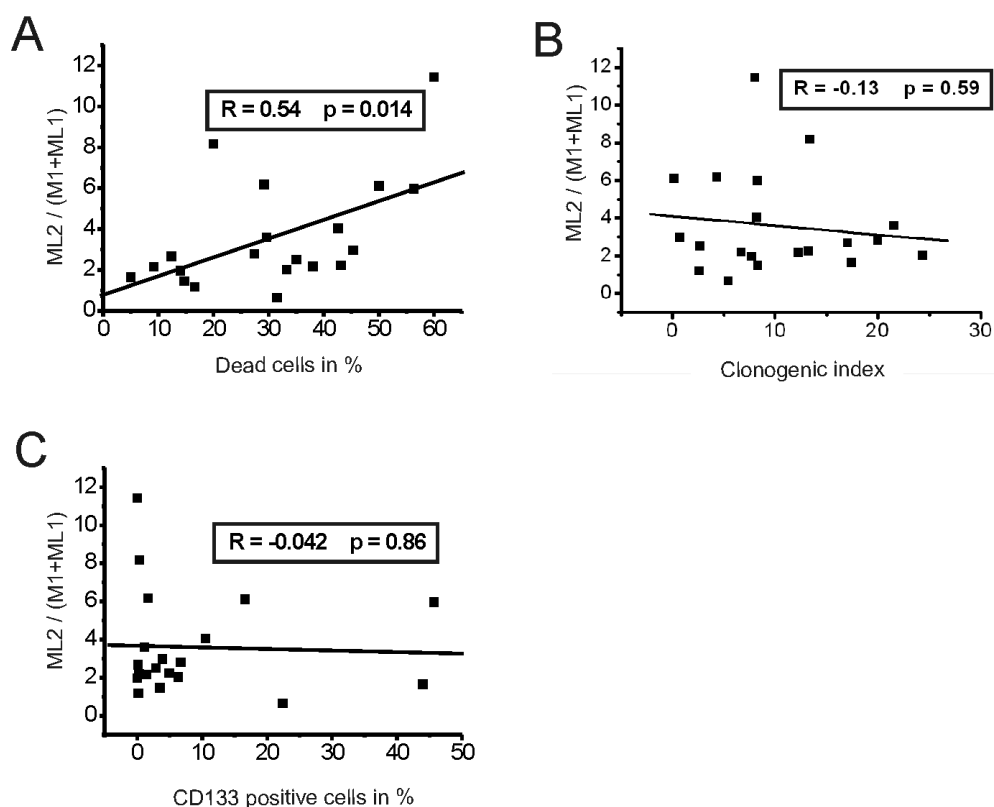 A
ML2 / (M1+ML1)
12
10
8
6
4
2
0
R = 0.54 p = 0.014
0 10 20 30 40 50 60
Dead cells in %
B
ML2 / (M1+ML1)
12
10
8
6
4
2
0
R = -0.13 p = 0.59
0 10 20 30
Clonogenic index
C
ML2 / (M1+ML1)
12
10
8
6
4
2
0
R = -0.042 p = 0.86
0 10 20 30 40 50
CD133 positive cells in %